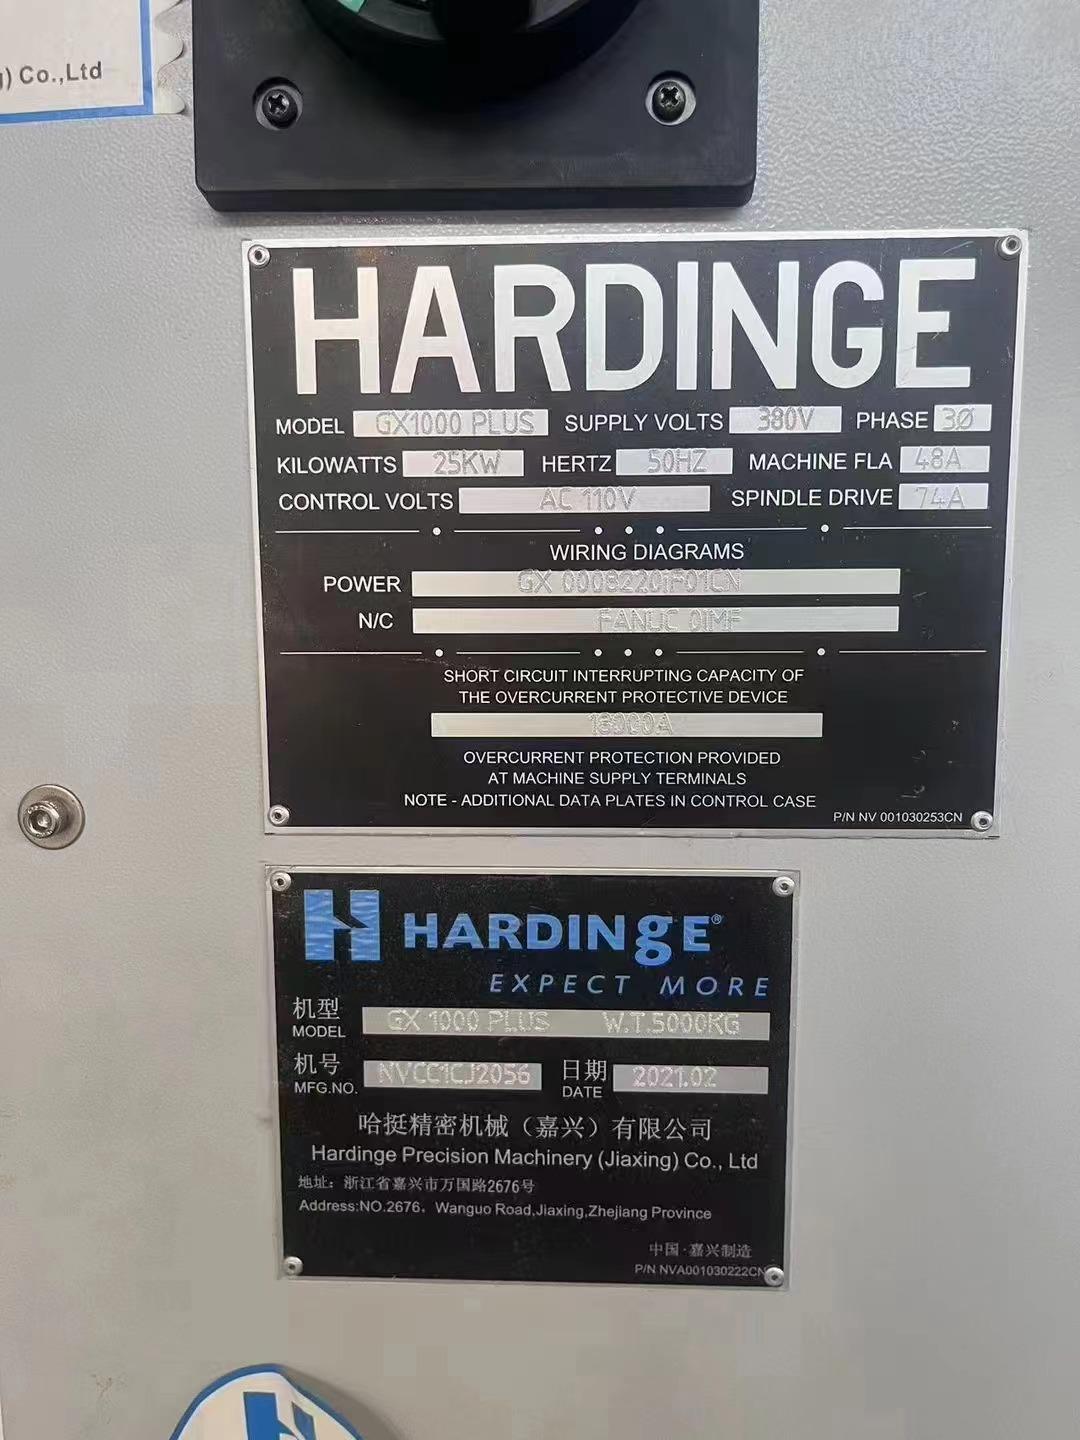 ) Co.,Ltd
HARDINGE
MODEL GX1000 PLUS SUPPLY VOLTS 380V PHASE 3Ø
KILOWATTS 25KW HERTZ 50HZ MACHINE FLA 48A
CONTROL VOLTS AC 110V SPINDLE DRIVE 74A
WIRING DIAGRAMS
POWER GX 00082201F01CN
N/C FANUC 0IMF
SHORT CIRCUIT INTERRUPTING CAPACITY OF
THE OVERCURRENT PROTECTIVE DEVICE
OVERCURRENT PROTECTION PROVIDED
AT MACHINE SUPPLY TERMINALS
NOTE - ADDITIONAL DATA PLATES IN CONTROL CASE
P/N NV 001030253CN
HARDINgE®
EXPECT MORE
机型 GX 1000 PLUS W.T.5000KG
MODEL
机号 NVCC1CJ2056 日期 2021.02
MFG.NO. DATE
哈挺精密机械（嘉兴）有限公司
Hardinge Precision Machinery (Jiaxing) Co., Ltd
地址：浙江省嘉兴市万国路2676号
Address:NO.2676，Wanguo Road,Jiaxing,Zhejiang Province
中国·嘉兴制造
P/N NVA001030222CN